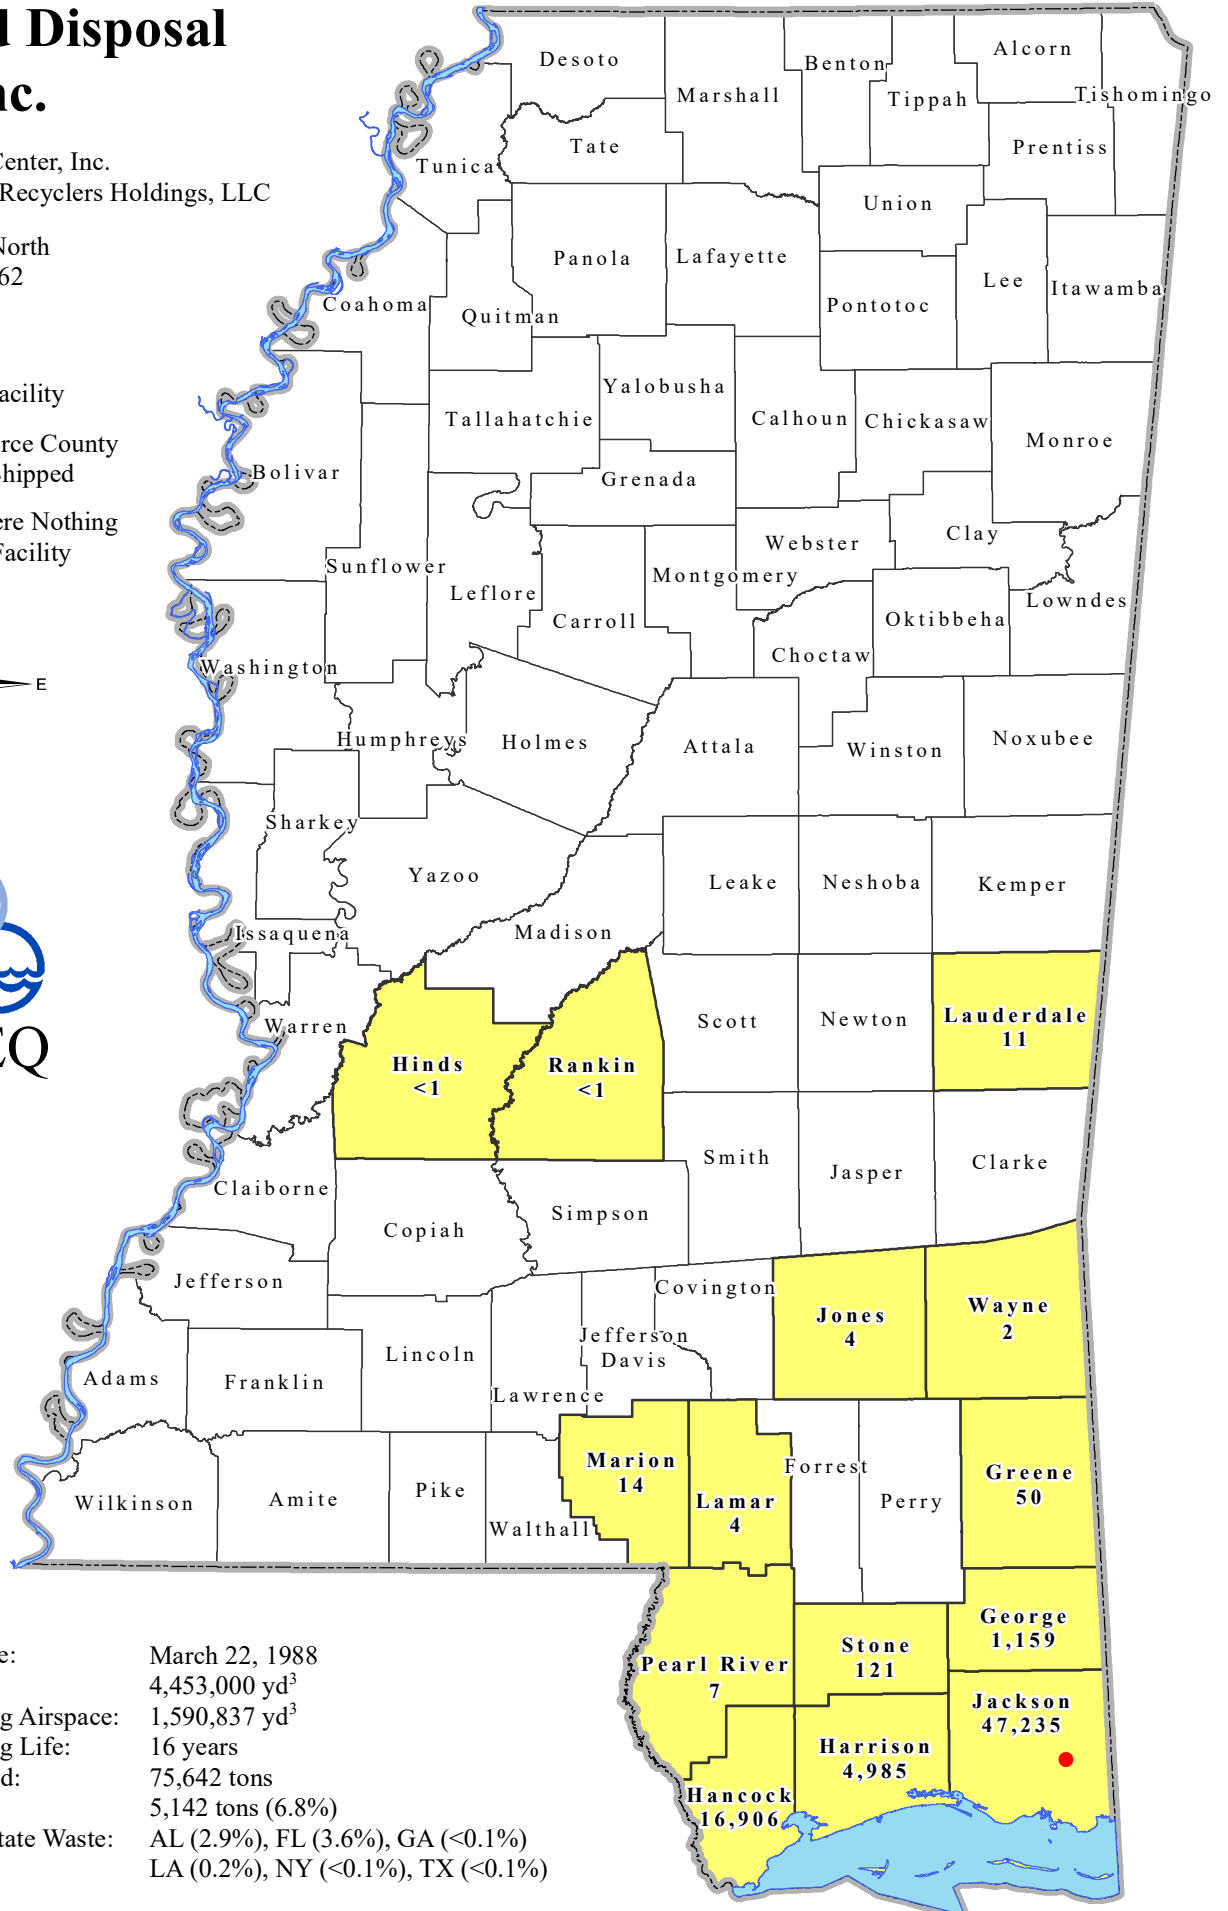 d Disposal
nc.
Center, Inc.
Recyclers Holdings, LLC
North
62
acility
urce County
Shipped
ere Nothing
Facility
E
EQ
Desoto
Marshall
Benton
Tippah
Alcorn
Tishomingo
Tunica
Tate
Prentiss
Union
Panola
Lafayette
Lee
Itawamba
Coahoma
Quitman
Pontotoc
Yalobusha
Tallahatchie
Calhoun
Chickasaw
Monroe
Bolivar
Grenada
Sunflower
Leflore
Webster
Clay
Montgomery
Carroll
Lowndes
Oktibbeha
Choctaw
Washington
Humphreys
Holmes
Attala
Winston
Noxubee
Sharkey
Yazoo
Leake
Neshoba
Kemper
Issaquena
Madison
Warren
Hinds
<1
Rankin
<1
Scott
Newton
Lauderdale
11
Claiborne
Copiah
Simpson
Smith
Jasper
Clarke
Jefferson
Covington
Jones
4
Wayne
2
Adams
Franklin
Lincoln
Lawrence
Jefferson
Davis
Wilkinson
Amite
Pike
Walthall
Marion
14
Lamar
4
Forrest
Perry
Greene
50
Pearl River
7
Stone
121
George
1,159
Hancock
16,906
Harrison
4,985
Jackson
47,235
e: March 22, 1988
4,453,000 yd³
g Airspace: 1,590,837 yd³
g Life: 16 years
d: 75,642 tons
5,142 tons (6.8%)
tate Waste: AL (2.9%), FL (3.6%), GA (<0.1%)
LA (0.2%), NY (<0.1%), TX (<0.1%)